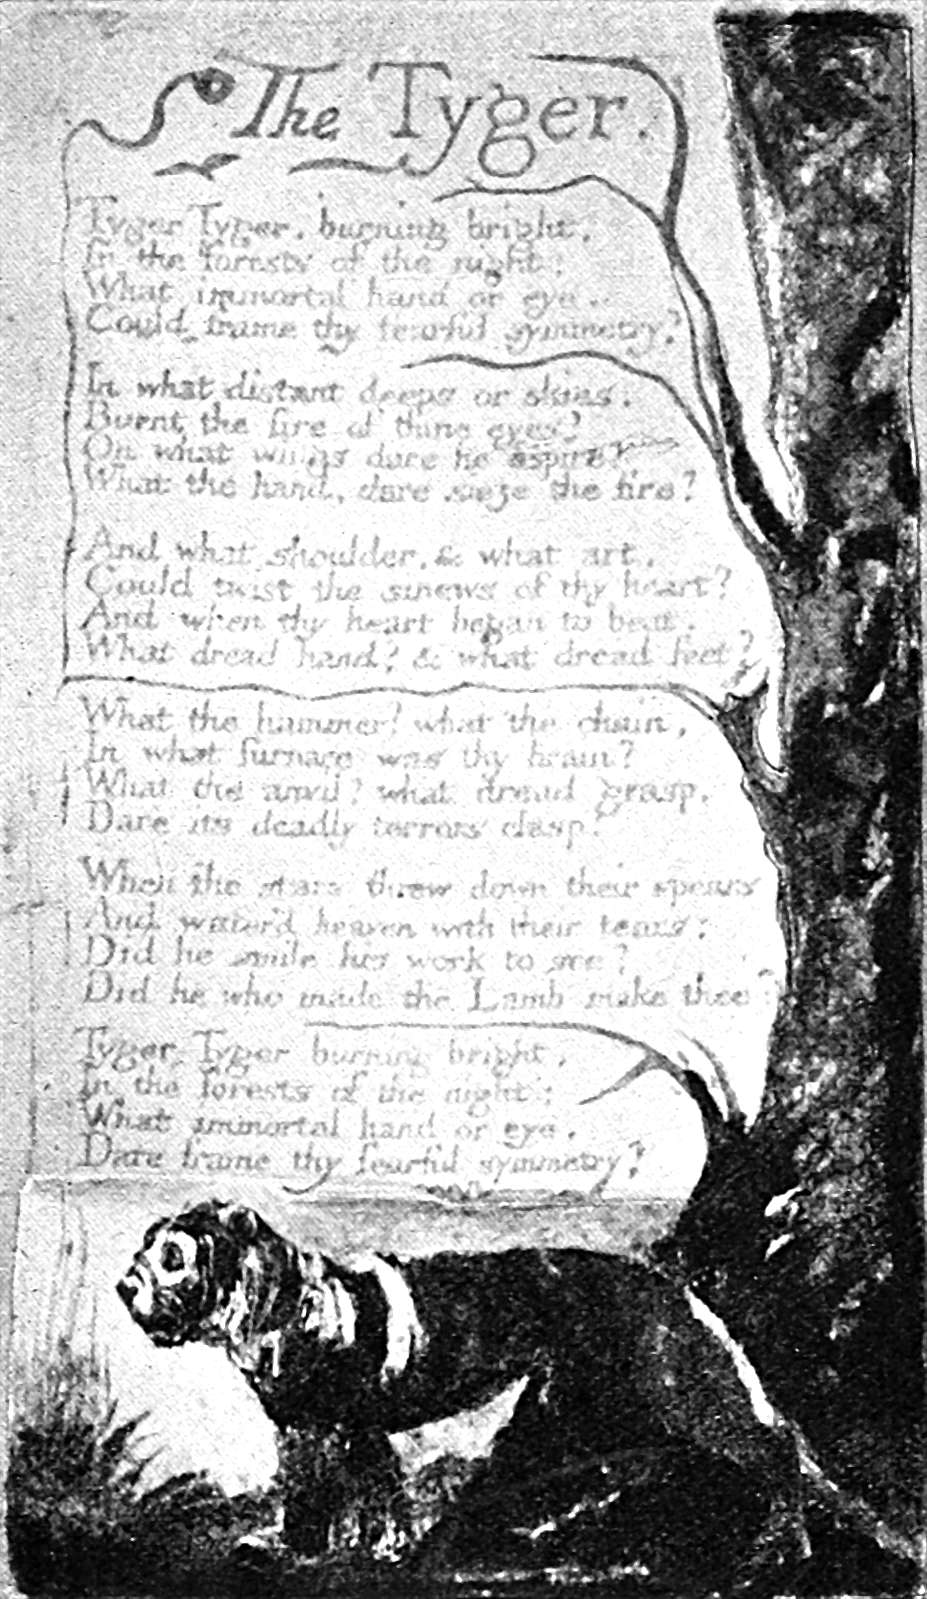 The Tyger.
Tyger Tyger, burning bright,
In the forests of the night:
What immortal hand or eye,
Could frame thy fearful symmetry?
In what distant deeps or skies.
Burnt the fire of thine eyes?
On what wings dare he aspire?
What the hand, dare sieze the fire?
And what shoulder, & what art,
Could twist the sinews of thy heart?
And when thy heart began to beat,
What dread hand? & what dread feet?
What the hammer? what the chain,
In what furnace was thy brain?
What the anvil? what dread grasp,
Dare its deadly terrors clasp?
When the stars threw down their spears
And water'd heaven with their tears:
Did he smile his work to see?
Did he who made the Lamb make thee?
Tyger Tyger burning bright,
In the forests of the night:
What immortal hand or eye,
Dare frame thy fearful symmetry?